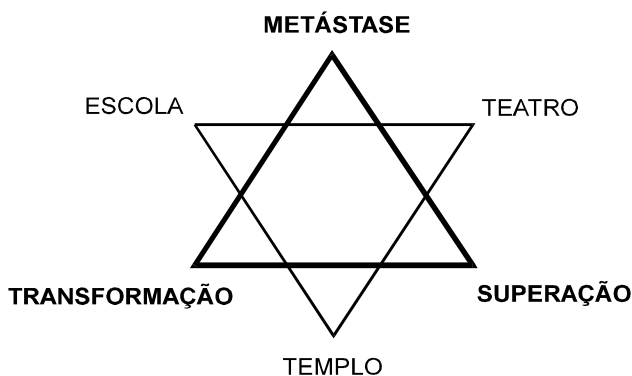 METÁSTASE
ESCOLA
TEATRO
TRANSFORMAÇÃO
SUPERAÇÃO
TEMPLO